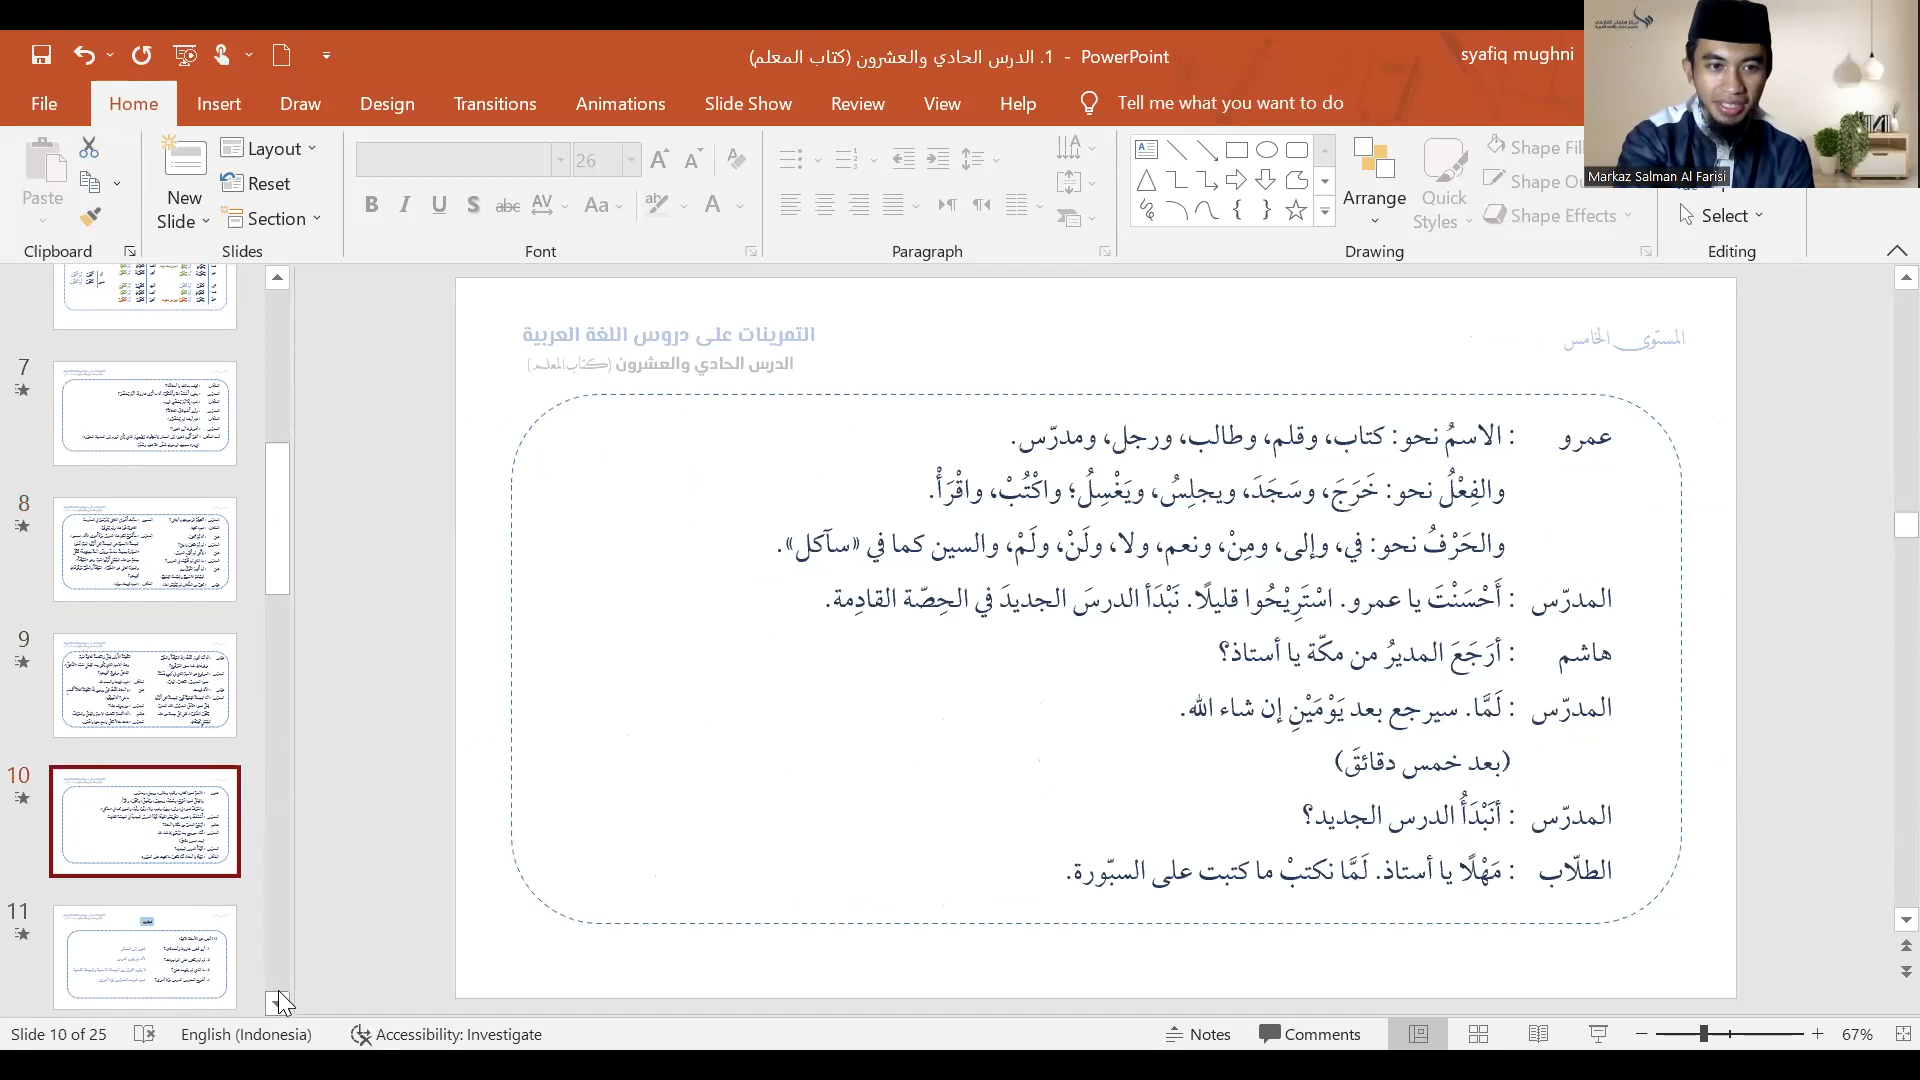 1. الدرس الحادي والعشرون (كتاب المعلم) - PowerPoint
syafiq mughni
File Home Insert Draw Design Transitions Animations Slide Show Review View Help Tell me what you want to do
Paste
New Slide
Layout
Reset
Section
26
Arrange
Quick Styles
Shape Fill
Shape Effects
Select
Clipboard Slides Font Paragraph Drawing Editing
Markaz Salman Al Farisi
المستوى الخامس
التمرينات على دروس اللغة العربية
الدرس الحادي والعشرون (كتاب المعلم)
عمرو : الاسمُ نحو: كتاب، وقلم، وطالب، ورجل، ومدرّس.
والفِعْلُ نحو: خَرَجَ، وسَجَدَ، ويجلِسُ، ويَغْسِلُ؛ واكْتُبْ، واقْرَأْ.
والحَرْفُ نحو: في، وإلى، ومِنْ، ونعم، ولا، ولَنْ، ولَمْ، والسين كما في «سآكل».
المدرّس : أَحْسَنْتَ يا عمرو. اسْتَرِيْحُوا قليلًا. نَبْدَأ الدرسَ الجديدَ في الحِصّة القادِمة.
هاشم : أرَجَعَ المديرُ من مكّة يا أستاذ؟
المدرّس : لَمَّا. سيرجع بعد يَوْمَيْنِ إن شاء الله.
(بعد خمس دقائقَ)
المدرّس : أنَبْدَأُ الدرس الجديد؟
الطلّاب : مَهْلًا يا أستاذ. لَمَّا نكتبْ ما كتبت على السبّورة.
7
8
9
10
11
Slide 10 of 25 English (Indonesia) Accessibility: Investigate Notes Comments 67%